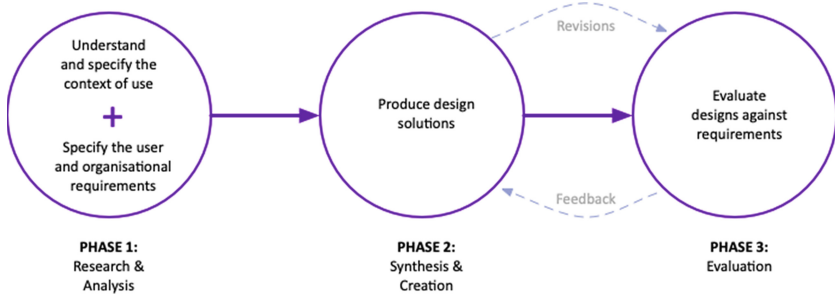 Understand
and specify the
context of use
+
Specify the user
and organisational
requirements
Produce design
solutions
Revisions
Feedback
Evaluate
designs against
requirements
PHASE 1:
Research &
Analysis
PHASE 2:
Synthesis &
Creation
PHASE 3:
Evaluation